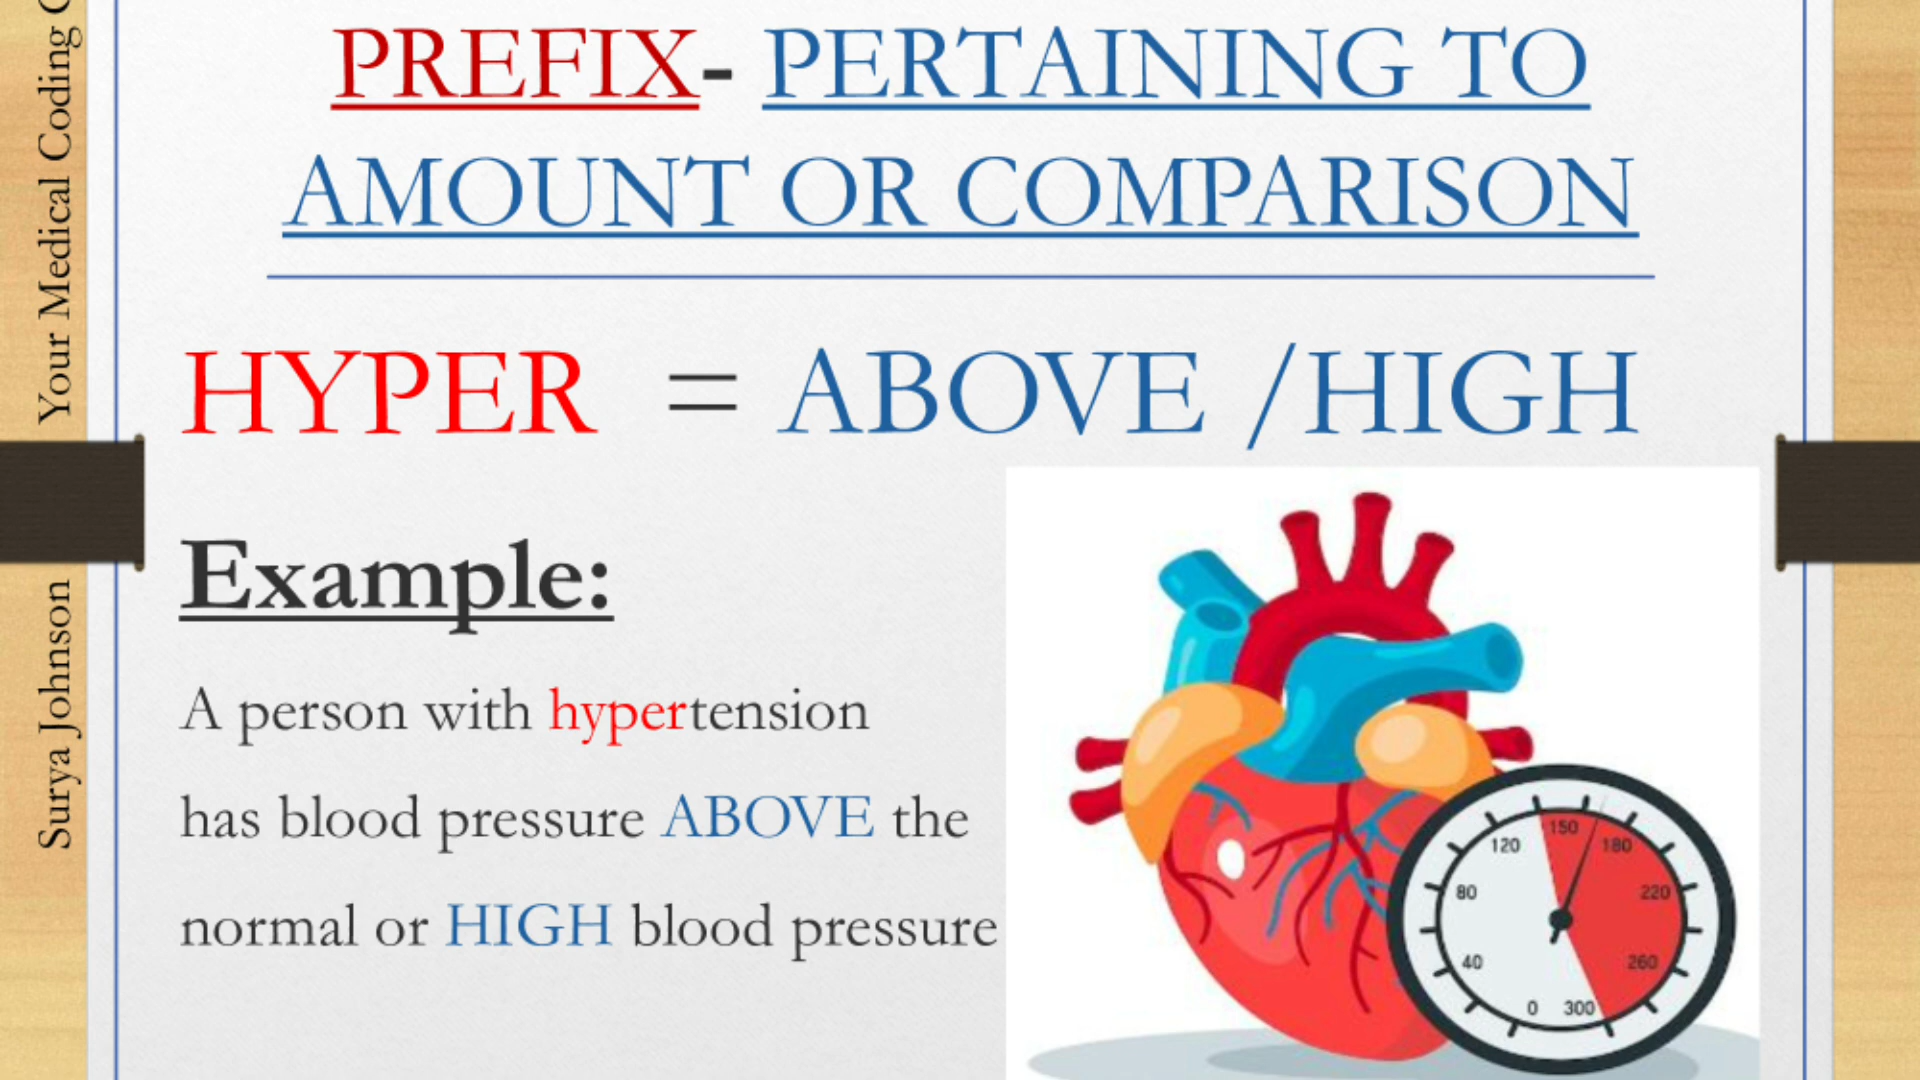 PREFIX- PERTAINING TO
AMOUNT OR COMPARISON
HYPER = ABOVE /HIGH
Example:
A person with hypertension
has blood pressure ABOVE the
normal or HIGH blood pressure
Surya Johnson
Your Medical Coding
0
40
80
120
150
180
220
260
300